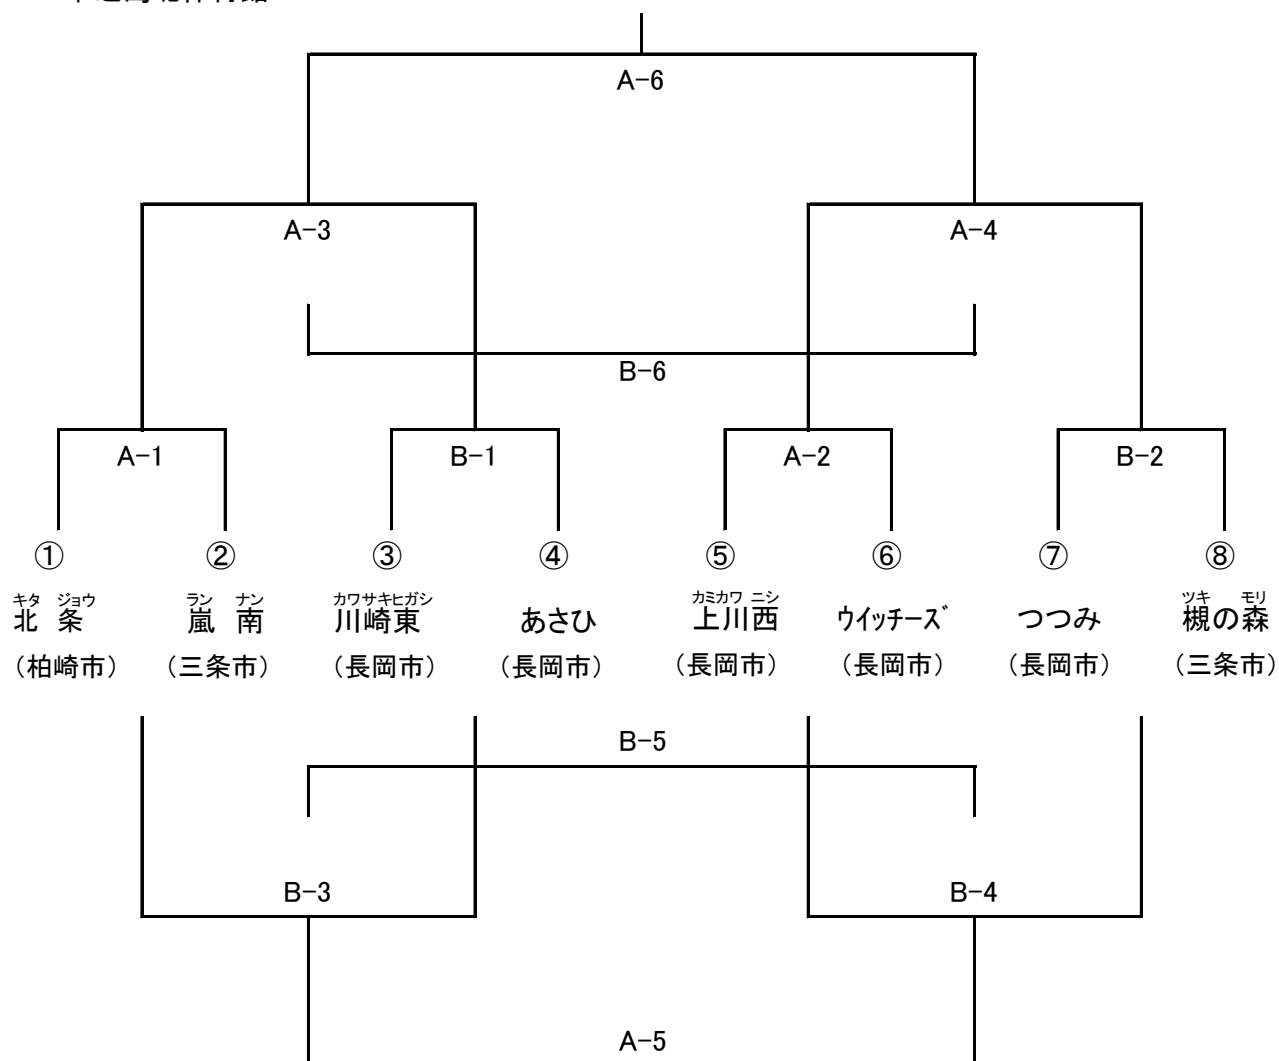 A-6
A-3
A-4
B-6
A-1
B-1
A-2
B-2
① ② ③ ④ ⑤ ⑥ ⑦ ⑧
キタ ジョウ ラン ナン カワサキヒガシ カミカワ ニシ ツキ モリ
北 条 嵐 南 川崎東 あさひ 上川西 ウイッチーズ つつみ 槻の森
（柏崎市） （三条市） （長岡市） （長岡市） （長岡市） （長岡市） （長岡市） （三条市）
B-5
B-3
B-4
A-5